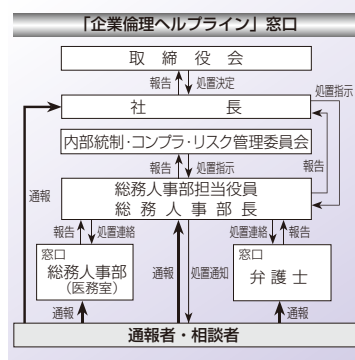 「企業倫理ヘルプライン」窓口
取締役会
報告
処置決定
処置指示
社長
内部統制・コンプラ・リスク管理委員会
報告
処置指示
報告
通報
総務人事部担当役員
総務人事部長
報告
処置連絡
処置連絡
報告
窓口
総務人事部
(医務室)
通報
処置通知
窓口
弁護士
通報
通報
通報者・相談者